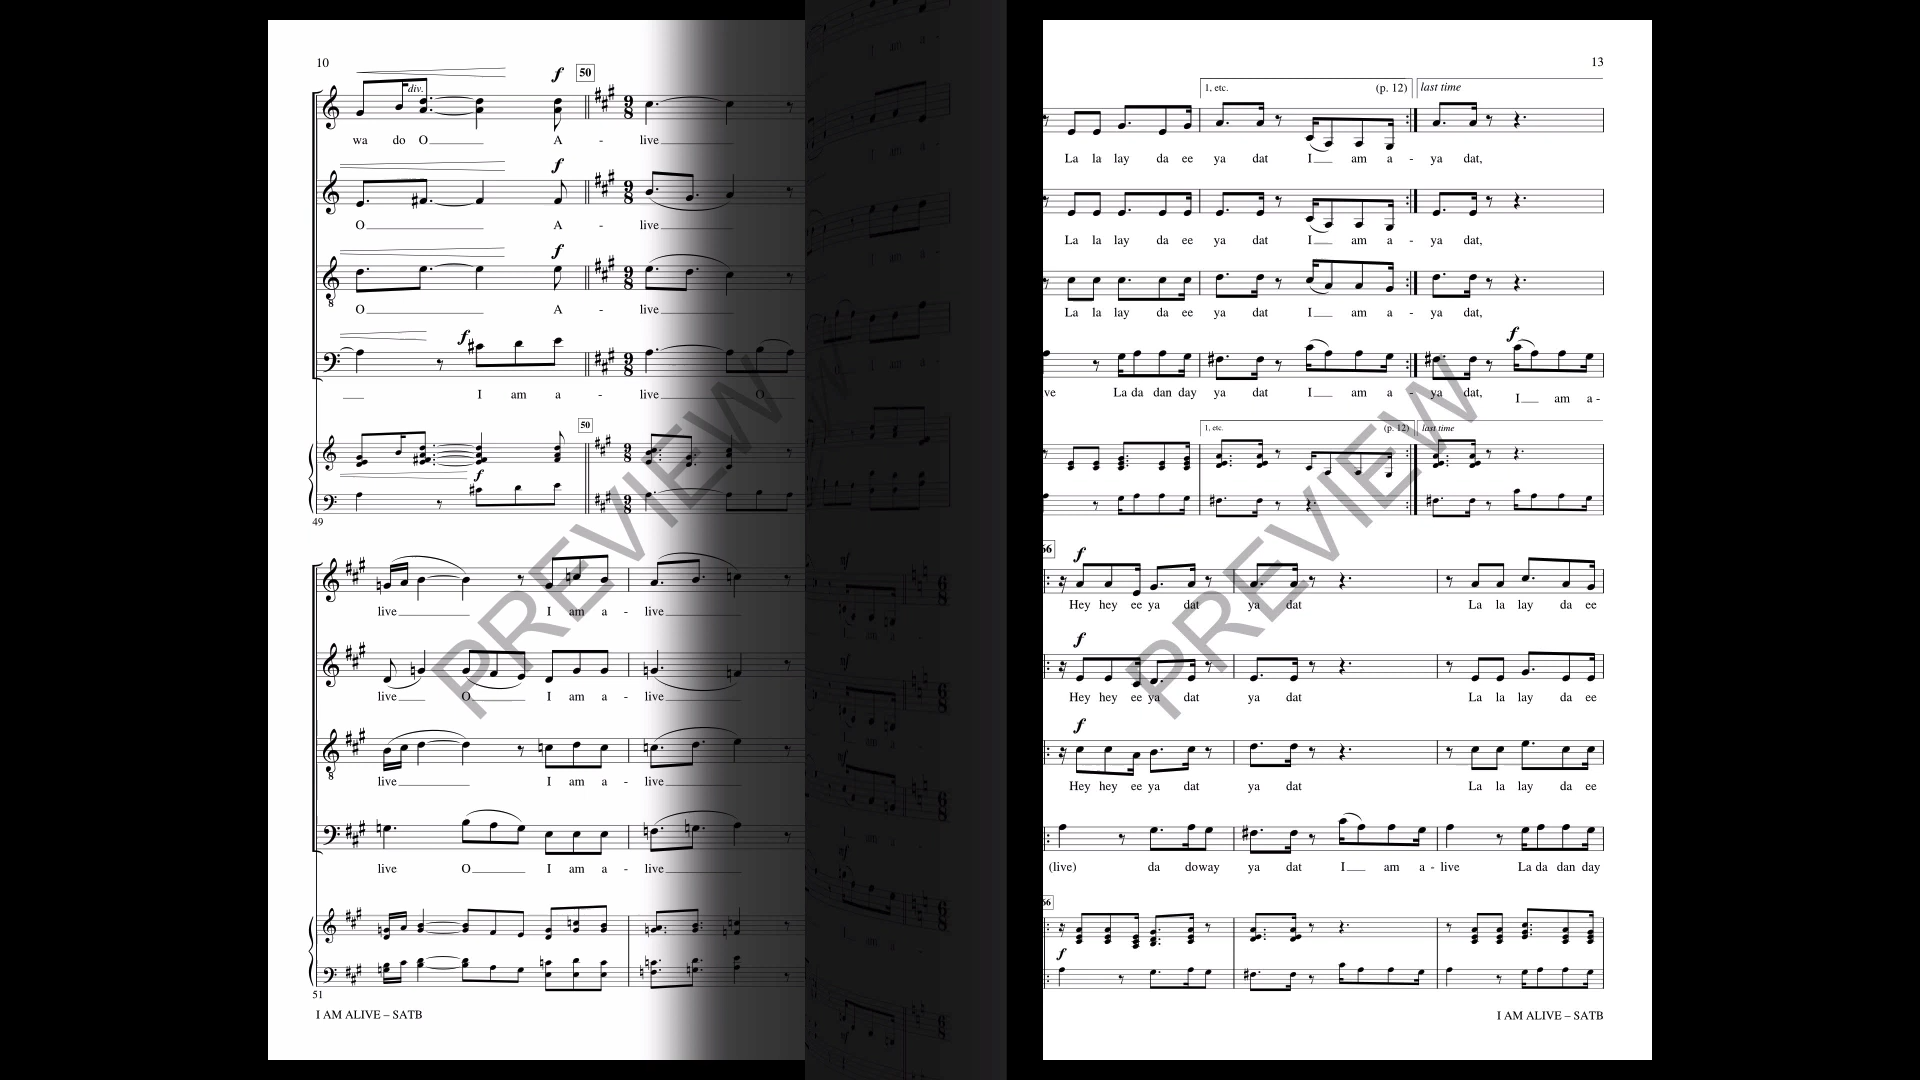 10
div.
f
50
wa do O A - live
f
O A - live
f
O A - live
f
I am a - live O
50
f
49
live I am a - live
live O I am a - live
live I am a - live
live O I am a - live
51
I AM ALIVE – SATB
PREVIEW
13
1, etc. (p. 12) last time
La la lay da ee ya dat I am a - ya dat,
La la lay da ee ya dat I am a - ya dat,
La la lay da ee ya dat I am a - ya dat,
f
ve La da dan day ya dat I am a - ya dat, I am a -
1, etc. (p. 12) last time
66
f
Hey hey ee ya dat ya dat La la lay da ee
f
Hey hey ee ya dat ya dat La la lay da ee
f
Hey hey ee ya dat ya dat La la lay da ee
(live) da doway ya dat I am a - live La da dan day
66
f
I AM ALIVE – SATB
PREVIEW